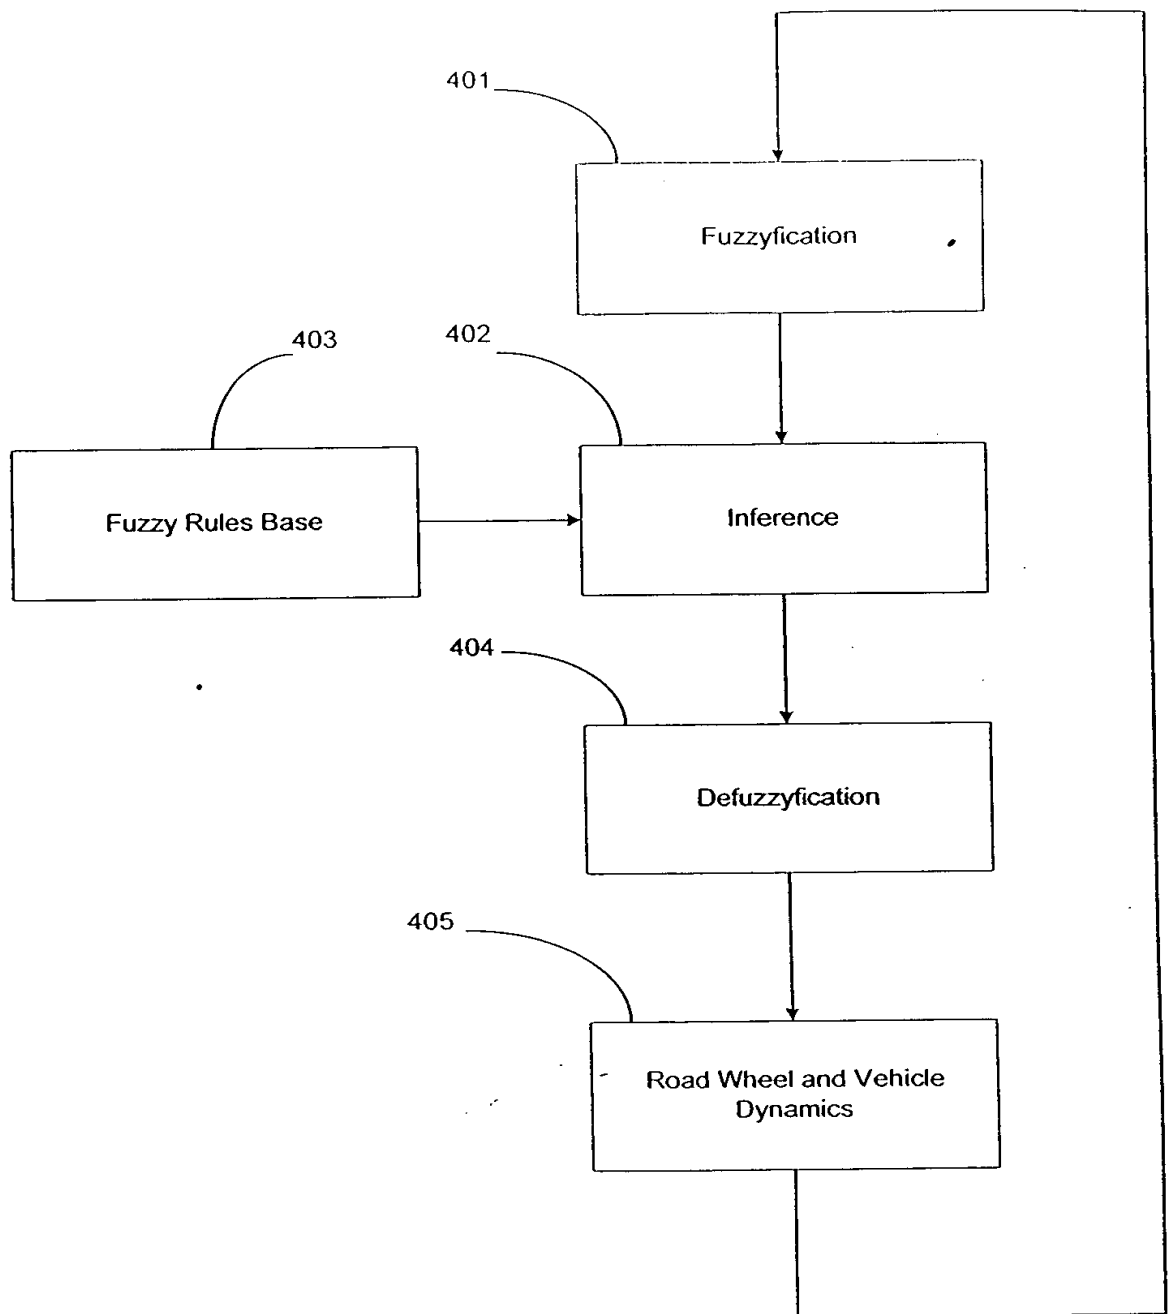 401
Fuzzyfication
403
402
Fuzzy Rules Base
Inference
404
Defuzzyfication
405
Road Wheel and Vehicle
Dynamics